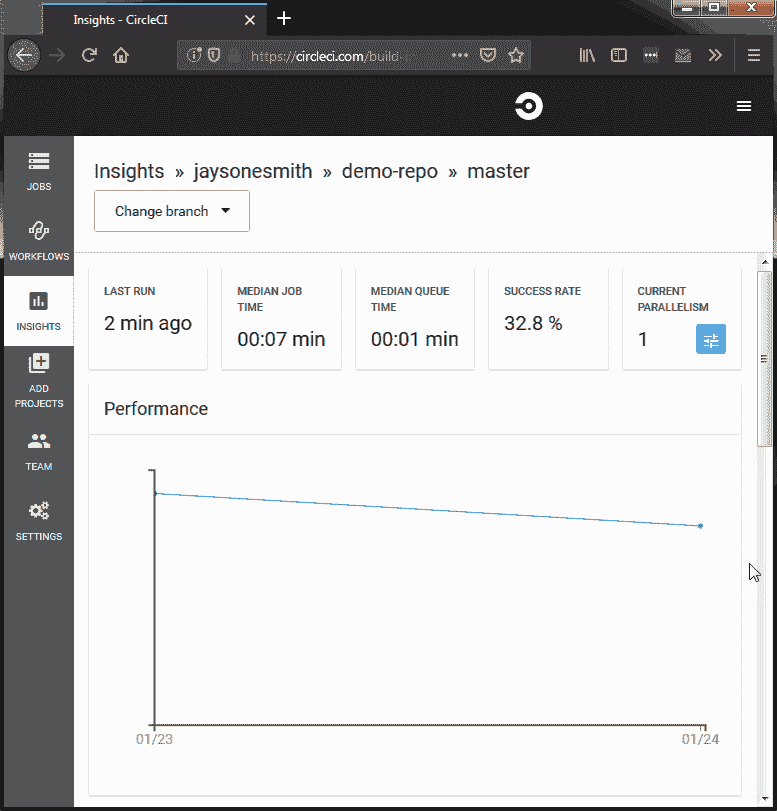 Insights - CircleCI
https://circleci.com/build-
Insights » jaysonesmith » demo-repo » master
Change branch
JOBS
WORKFLOWS
INSIGHTS
ADD
PROJECTS
TEAM
SETTINGS
LAST RUN
2 min ago
MEDIAN JOB
TIME
00:07 min
MEDIAN QUEUE
TIME
00:01 min
SUCCESS RATE
32.8 %
CURRENT
PARALLELISM
1
Performance
01/23
01/24